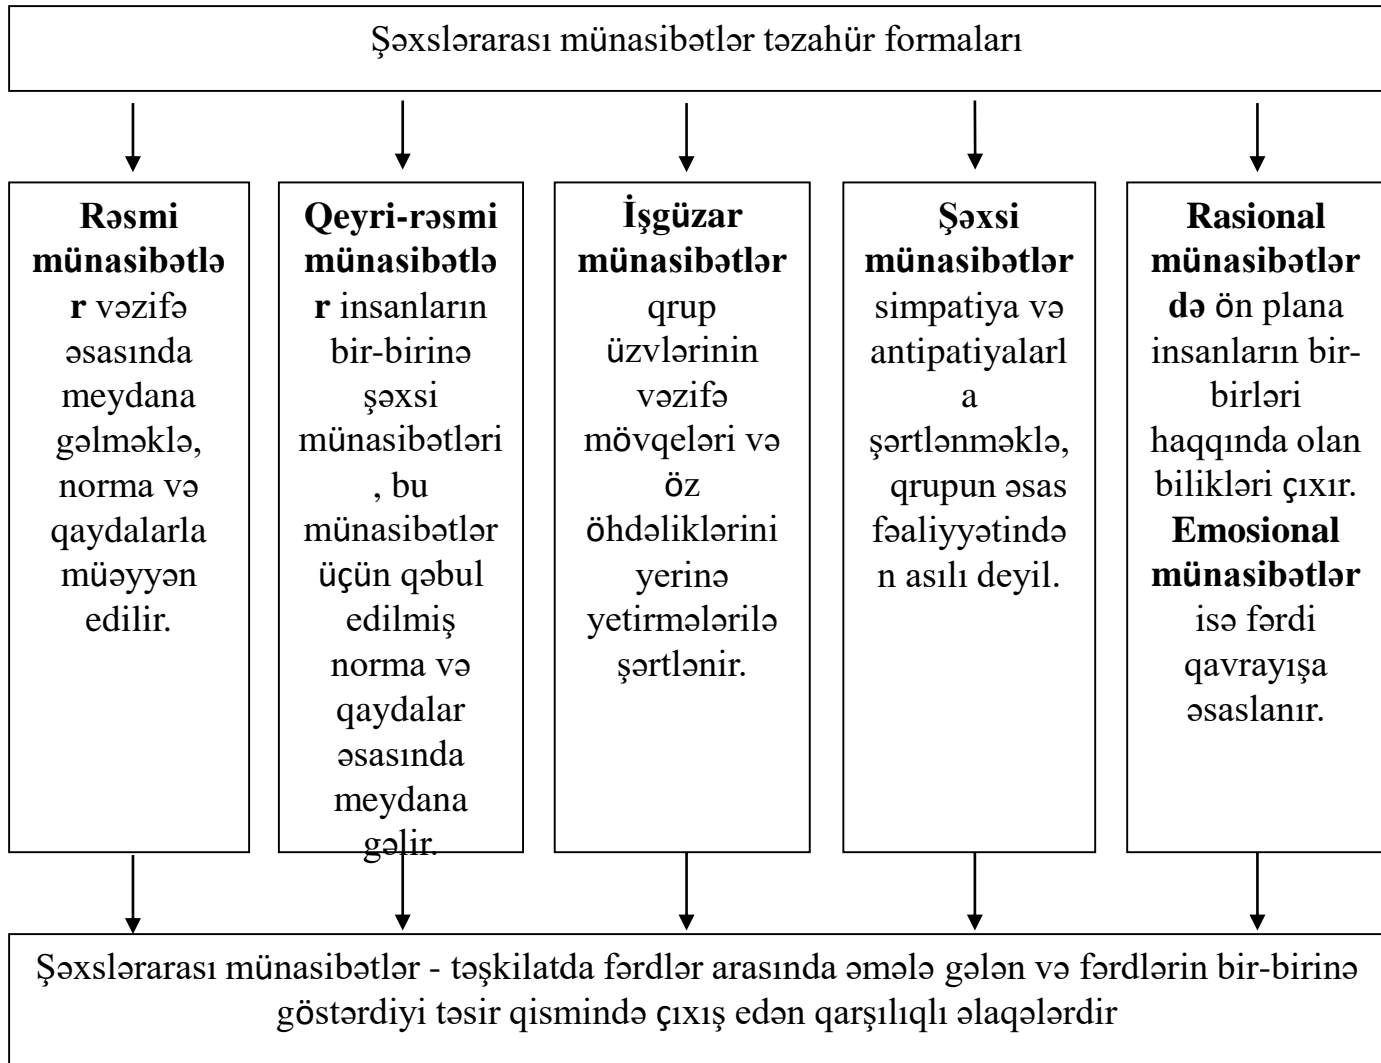 Şəxslərarası münasibətlər təzahür formaları
Rəsmi
münasibətlə
r vəzifə
əsasında
meydana
gəlməklə,
norma və
qaydalarla
müəyyən
edilir.
Qeyri-rəsmi
münasibətlə
r insanların
bir-birinə
şəxsi
münasibətləri
, bu
münasibətlər
üçün qəbul
edilmiş
norma və
qaydalar
əsasında
meydana
gəlir.
İşgüzar
münasibətlər
qrup
üzvlərinin
vəzifə
mövqeləri və
öz
öhdəliklərini
yerinə
yetirmələrilə
şərtlənir.
Şəxsi
münasibətlər
simpatiya və
antipatiyalarl
a
şərtlənməklə,
qrupun əsas
fəaliyyətində
n asılı deyil.
Rasional
münasibətlər
də ön plana
insanların bir-
birləri
haqqında olan
bilikləri çıxır.
Emosional
münasibətlər
isə fərdi
qavrayışa
əsaslanır.
Şəxslərarası münasibətlər - təşkilatda fərdlər arasında əmələ gələn və fərdlərin bir-birinə
göstərdiyi təsir qismində çıxış edən qarşılıqlı əlaqələrdir